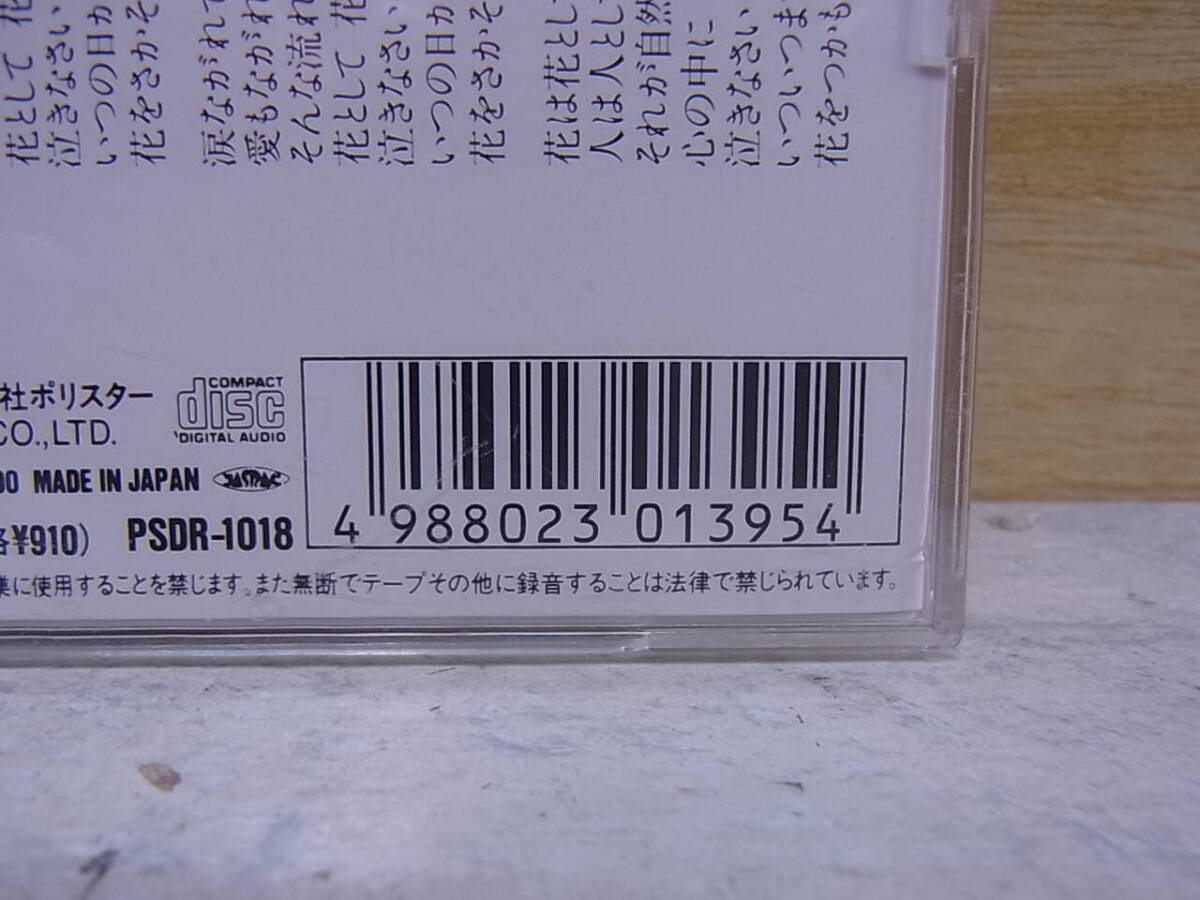 花は花とし
人は人とし
それが自然
心の中に
泣きなさい
いついつま
花をつかも
涙ながれて
愛もながれ
そんな流れ
花として 花
泣きなさい
いつの日か
花をさかそ
花として 花
泣きなさい
いつの日か
花をさかそ
社ポリスター
CO.,LTD.
COMPACT
disc
DIGITAL AUDIO
00 MADE IN JAPAN
JASRAC
¥910) PSDR-1018
4 988023 013954
に使用することを禁じます。また無断でテープその他に録音することは法律で禁じられています。